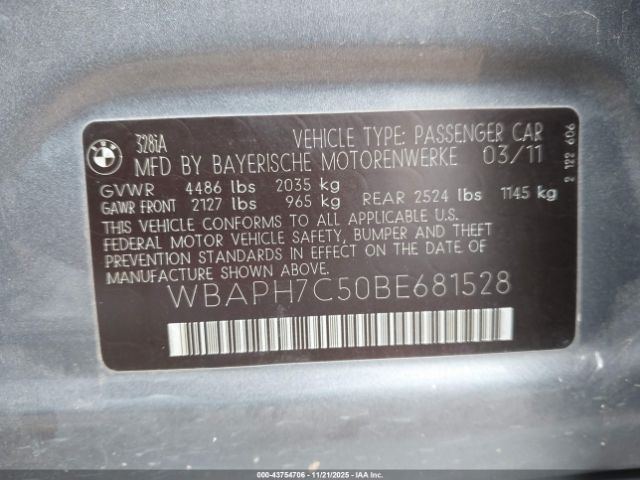 BMW
328iA
VEHICLE TYPE: PASSENGER CAR
MFD BY BAYERISCHE MOTORENWERKE 03/11
GVWR 4486 lbs 2035 kg
GAWR FRONT 2127 lbs 965 kg REAR 2524 lbs 1145 kg
THIS VEHICLE CONFORMS TO ALL APPLICABLE U.S.
FEDERAL MOTOR VEHICLE SAFETY, BUMPER AND THEFT
PREVENTION STANDARDS IN EFFECT ON THE DATE OF
MANUFACTURE SHOWN ABOVE.
WBAPH7C50BE681528
2 122 606
000-43754706 | 11/21/2025 | Copyright © IAA, LLC